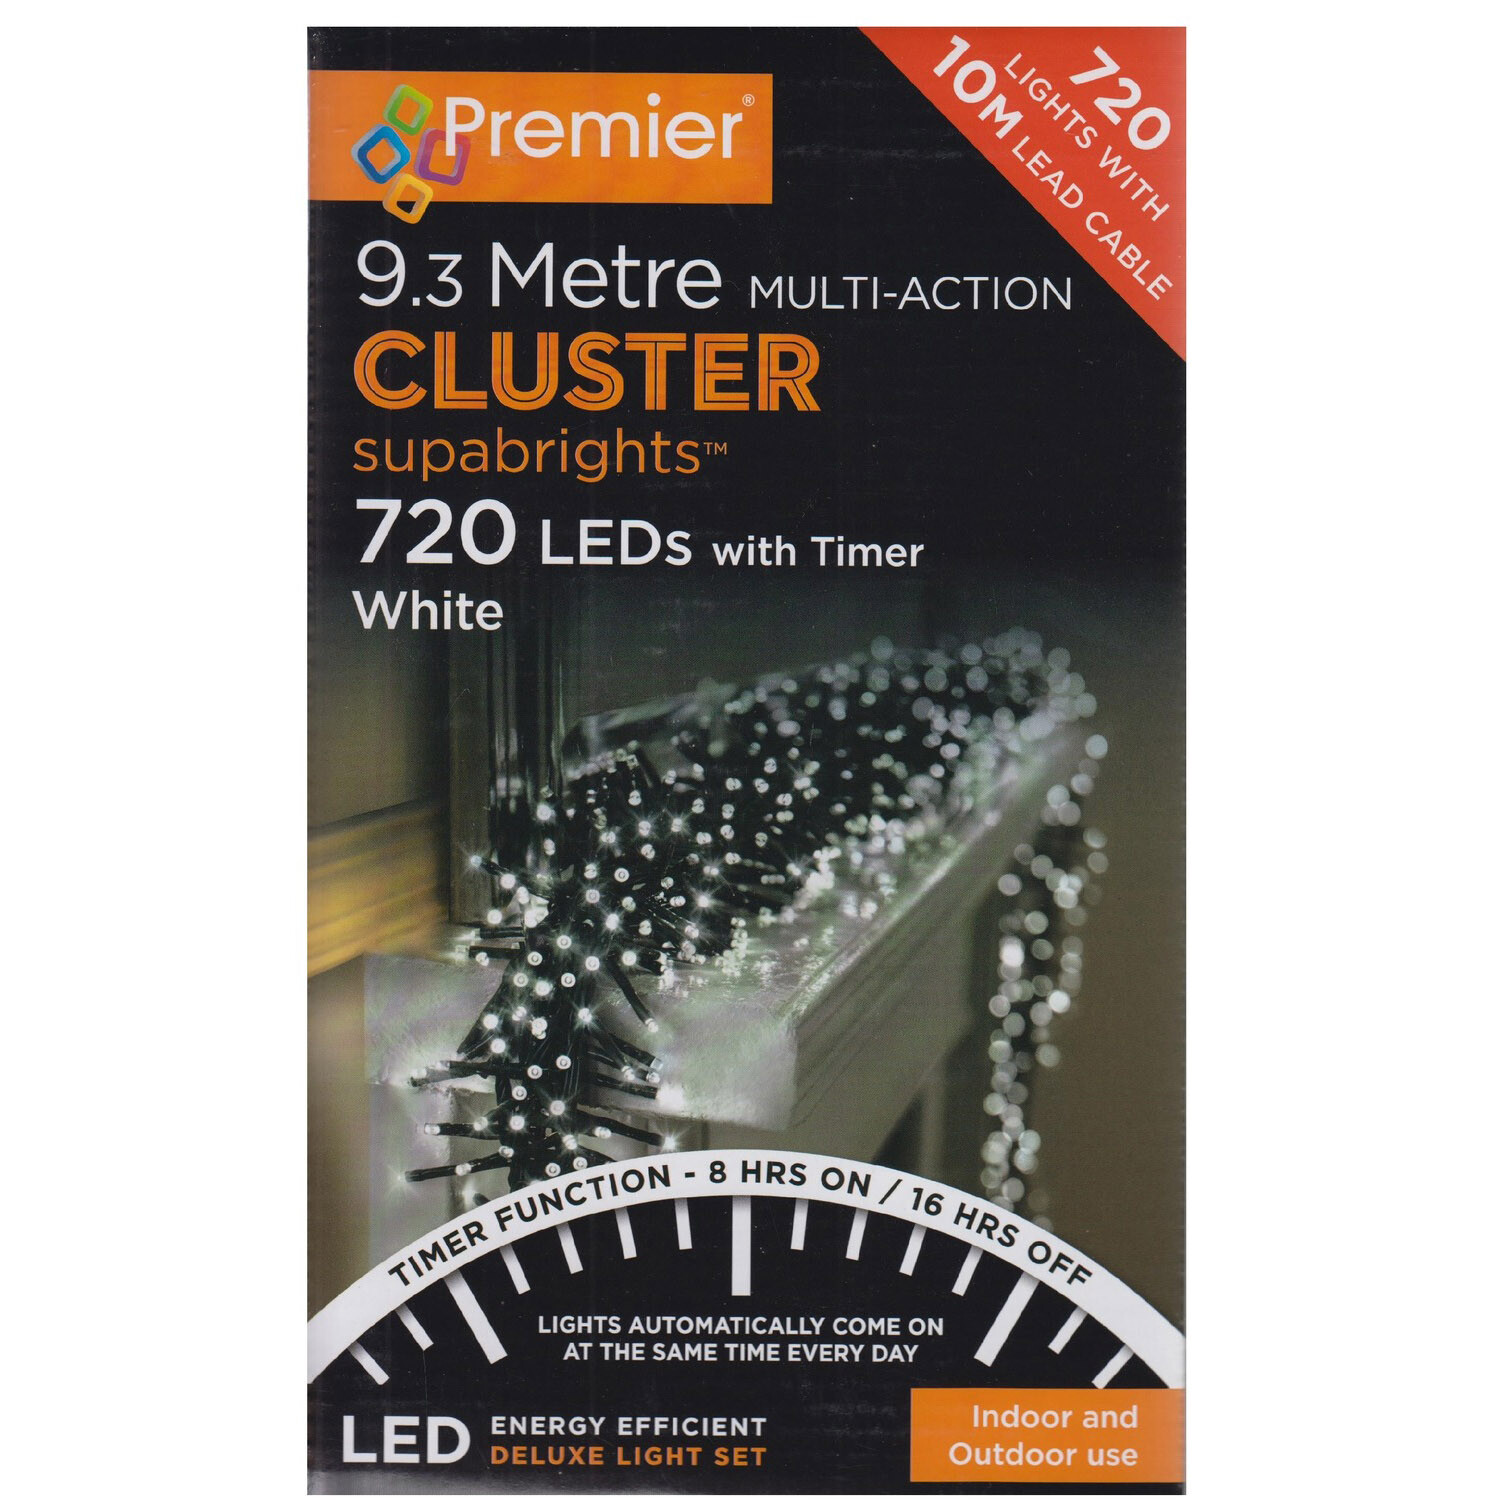 Premier®
720
LIGHTS WITH
10M LEAD CABLE
9.3 Metre MULTI-ACTION
CLUSTER
supabrights™
720 LEDs with Timer
White
TIMER FUNCTION - 8 HRS ON / 16 HRS OFF
LIGHTS AUTOMATICALLY COME ON
AT THE SAME TIME EVERY DAY
LED
ENERGY EFFICIENT
DELUXE LIGHT SET
Indoor and
Outdoor use